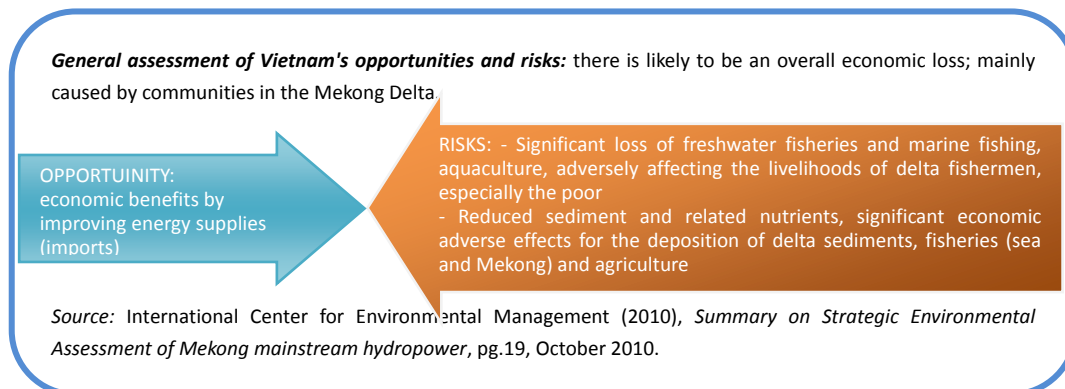 General assessment of Vietnam's opportunities and risks: there is likely to be an overall economic loss; mainly
caused by communities in the Mekong Delta.
OPPORTUINITY:
economic benefits by
improving energy supplies
(imports)
RISKS: - Significant loss of freshwater fisheries and marine fishing,
aquaculture, adversely affecting the livelihoods of delta fishermen,
especially the poor
- Reduced sediment and related nutrients, significant economic
adverse effects for the deposition of delta sediments, fisheries (sea
and Mekong) and agriculture
Source: International Center for Environmental Management (2010), Summary on Strategic Environmental
Assessment of Mekong mainstream hydropower, pg.19, October 2010.